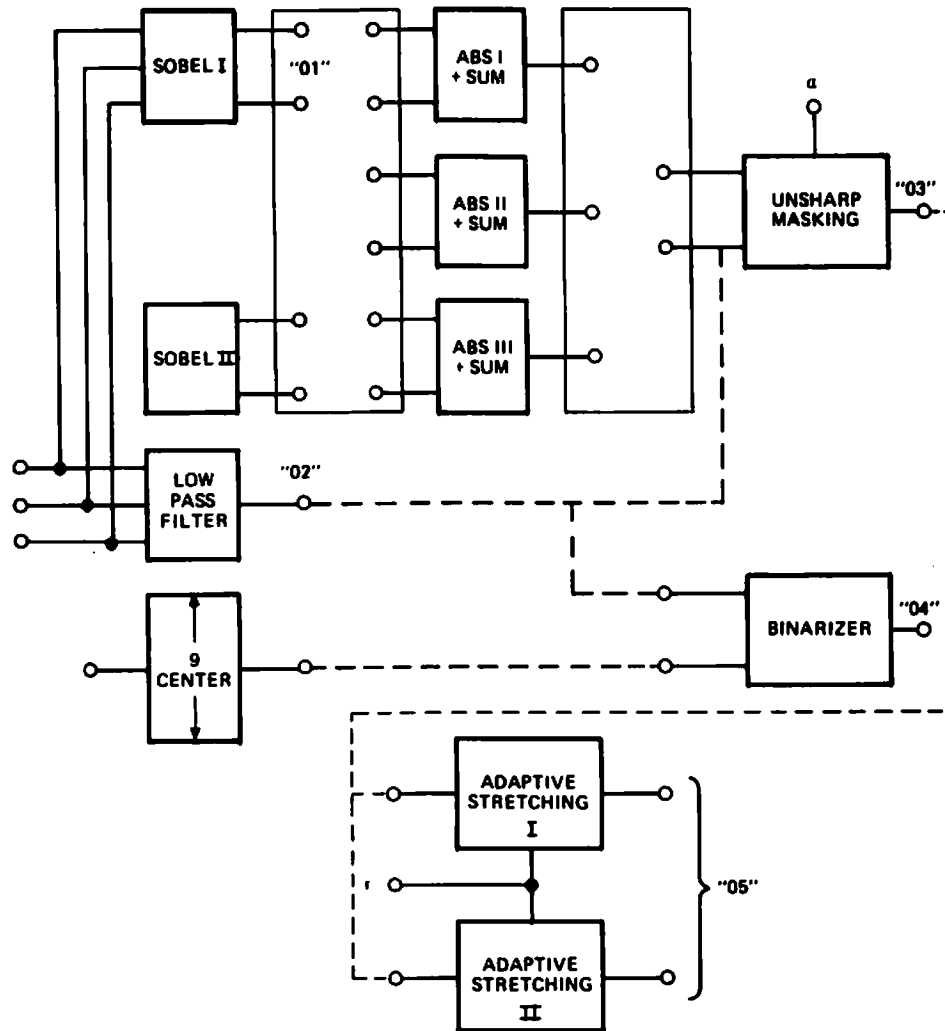 SOBEL I
"01"
ABS I
+ SUM
α
ABS II
+ SUM
UNSHARP
MASKING
"03"
SOBEL II
ABS III
+ SUM
LOW
PASS
FILTER
"02"
9
CENTER
BINARIZER
"04"
ADAPTIVE
STRETCHING
I
"05"
ADAPTIVE
STRETCHING
II